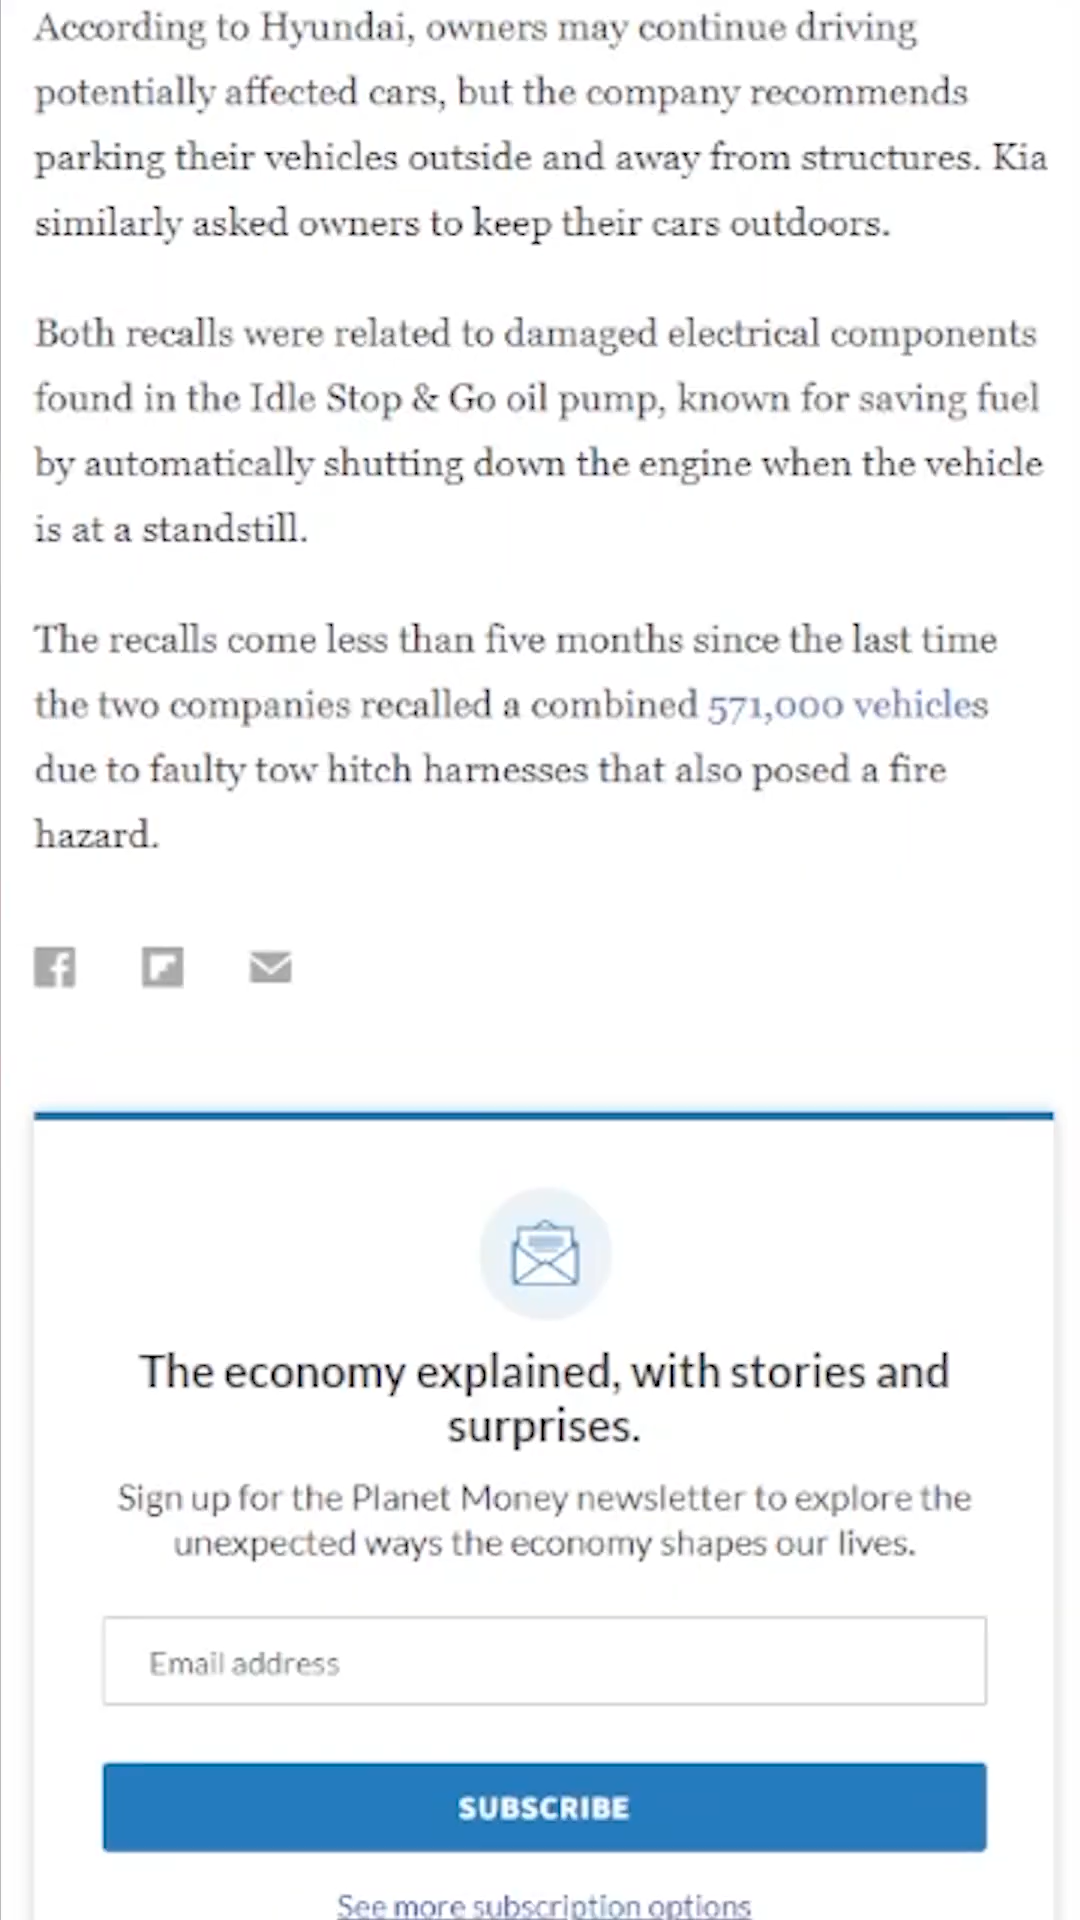 According to Hyundai, owners may continue driving
potentially affected cars, but the company recommends
parking their vehicles outside and away from structures. Kia
similarly asked owners to keep their cars outdoors.
Both recalls were related to damaged electrical components
found in the Idle Stop & Go oil pump, known for saving fuel
by automatically shutting down the engine when the vehicle
is at a standstill.
The recalls come less than five months since the last time
the two companies recalled a combined 571,000 vehicles
due to faulty tow hitch harnesses that also posed a fire
hazard.
The economy explained, with stories and
surprises.
Sign up for the Planet Money newsletter to explore the
unexpected ways the economy shapes our lives.
Email address
SUBSCRIBE
See more subscription options